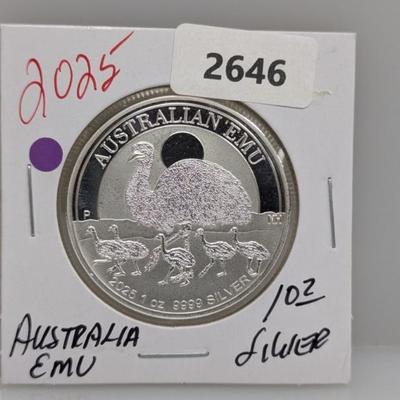 2025
2646
AUSTRALIAN EMU
P
2025 1 oz 9999 SILVER
1oz
AUSTRALIA
SILVER
EMU